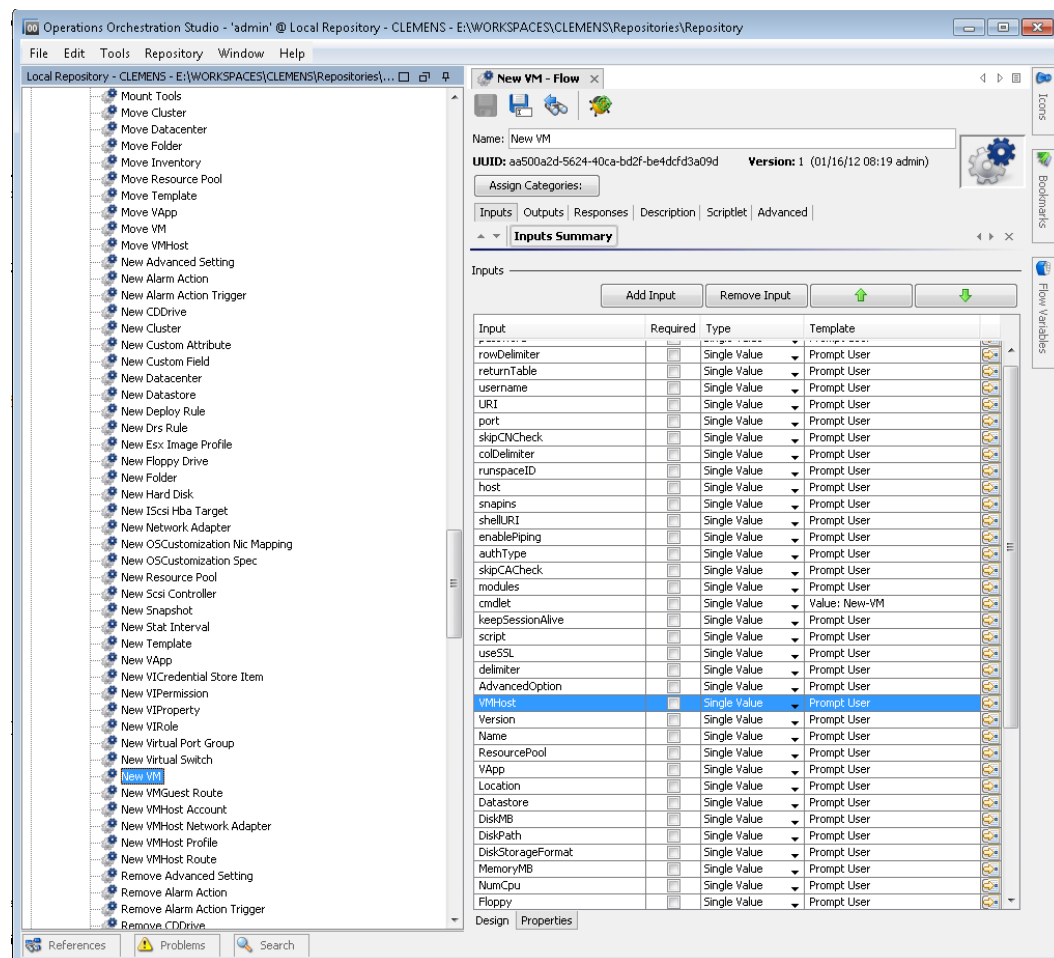 Operations Orchestration Studio - 'admin' @ Local Repository - CLEMENS - E:\WORKSPACES\CLEMENS\Repositories\Repository
File Edit Tools Repository Window Help
Local Repository - CLEMENS - E:\WORKSPACES\CLEMENS\Repositories\...
Mount Tools
Move Cluster
Move Datacenter
Move Folder
Move Inventory
Move Resource Pool
Move Template
Move VApp
Move VM
Move VMHost
New Advanced Setting
New Alarm Action
New Alarm Action Trigger
New CDDrive
New Cluster
New Custom Attribute
New Custom Field
New Datacenter
New Datastore
New Deploy Rule
New Drs Rule
New Esx Image Profile
New Floppy Drive
New Folder
New Hard Disk
New IScsi Hba Target
New Network Adapter
New OSCustomization Nic Mapping
New OSCustomization Spec
New Resource Pool
New Scsi Controller
New Snapshot
New Stat Interval
New Template
New VApp
New VICredential Store Item
New VIPermission
New VIProperty
New VIRole
New Virtual Port Group
New Virtual Switch
New VM
New VMGuest Route
New VMHost Account
New VMHost Network Adapter
New VMHost Profile
New VMHost Route
Remove Advanced Setting
Remove Alarm Action
Remove Alarm Action Trigger
Remove CDDrive
References Problems Search
New VM - Flow
Name: New VM
UUID: aa500a2d-5624-40ca-bd2f-be4dcfd3a09d Version: 1 (01/16/12 08:19 admin)
Assign Categories:
Inputs Outputs Responses Description Scriptlet Advanced
Inputs Summary
Inputs
Add Input Remove Input
Input Required Type Template
password Single Value Prompt User
rowDelimiter Single Value Prompt User
returnTable Single Value Prompt User
username Single Value Prompt User
URI Single Value Prompt User
port Single Value Prompt User
skipCNCheck Single Value Prompt User
colDelimiter Single Value Prompt User
runspaceID Single Value Prompt User
host Single Value Prompt User
snapins Single Value Prompt User
shellURI Single Value Prompt User
enablePiping Single Value Prompt User
authType Single Value Prompt User
skipCACheck Single Value Prompt User
modules Single Value Prompt User
cmdlet Single Value Value: New-VM
keepSessionAlive Single Value Prompt User
script Single Value Prompt User
useSSL Single Value Prompt User
delimiter Single Value Prompt User
AdvancedOption Single Value Prompt User
VMHost Single Value Prompt User
Version Single Value Prompt User
Name Single Value Prompt User
ResourcePool Single Value Prompt User
VApp Single Value Prompt User
Location Single Value Prompt User
Datastore Single Value Prompt User
DiskMB Single Value Prompt User
DiskPath Single Value Prompt User
DiskStorageFormat Single Value Prompt User
MemoryMB Single Value Prompt User
NumCpu Single Value Prompt User
Floppy Single Value Prompt User
Design Properties
Icons
Bookmarks
Flow Variables